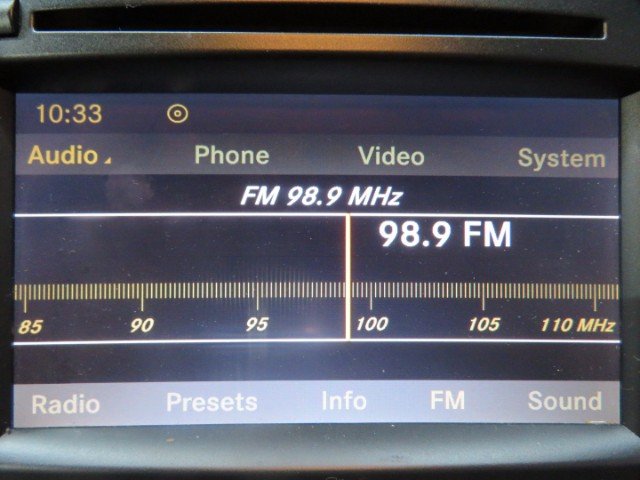 10:33
Audio Phone Video System
FM 98.9 MHz
98.9 FM
85 90 95 100 105 110 MHz
Radio Presets Info FM Sound